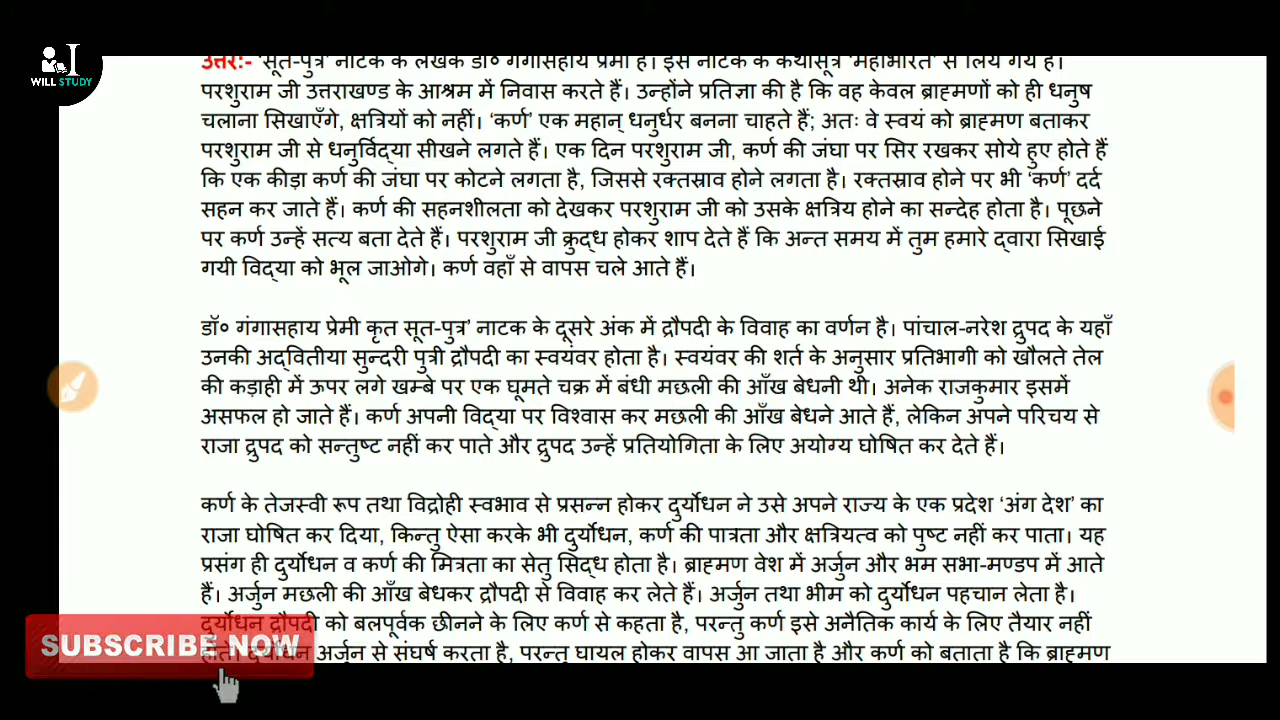 I
WILL STUDY
उत्तर:- 'सूत-पुत्र' नाटक के लेखक डॉ॰ गंगासहाय प्रेमी हैं। इस नाटक के कथासूत्र 'महाभारत' से लिये गये हैं।
परशुराम जी उत्तराखण्ड के आश्रम में निवास करते हैं। उन्होंने प्रतिज्ञा की है कि वह केवल ब्राह्मणों को ही धनुष
चलाना सिखाएँगे, क्षत्रियों को नहीं। 'कर्ण' एक महान् धनुर्धर बनना चाहते हैं; अतः वे स्वयं को ब्राह्मण बताकर
परशुराम जी से धनुर्विद्या सीखने लगते हैं। एक दिन परशुराम जी, कर्ण की जंघा पर सिर रखकर सोये हुए होते हैं
कि एक कीड़ा कर्ण की जंघा पर कोटने लगता है, जिससे रक्तस्राव होने लगता है। रक्तस्राव होने पर भी 'कर्ण' दर्द
सहन कर जाते हैं। कर्ण की सहनशीलता को देखकर परशुराम जी को उसके क्षत्रिय होने का सन्देह होता है। पूछने
पर कर्ण उन्हें सत्य बता देते हैं। परशुराम जी क्रुद्ध होकर शाप देते हैं कि अन्त समय में तुम हमारे द्वारा सिखाई
गयी विद्या को भूल जाओगे। कर्ण वहाँ से वापस चले आते हैं।
डॉ॰ गंगासहाय प्रेमी कृत सूत-पुत्र' नाटक के दूसरे अंक में द्रौपदी के विवाह का वर्णन है। पांचाल-नरेश द्रुपद के यहाँ
उनकी अद्वितीया सुन्दरी पुत्री द्रौपदी का स्वयंवर होता है। स्वयंवर की शर्त के अनुसार प्रतिभागी को खौलते तेल
की कड़ाही में ऊपर लगे खम्बे पर एक घूमते चक्र में बंधी मछली की आँख बेधनी थी। अनेक राजकुमार इसमें
असफल हो जाते हैं। कर्ण अपनी विद्या पर विश्वास कर मछली की आँख बेधने आते हैं, लेकिन अपने परिचय से
राजा द्रुपद को सन्तुष्ट नहीं कर पाते और द्रुपद उन्हें प्रतियोगिता के लिए अयोग्य घोषित कर देते हैं।
कर्ण के तेजस्वी रूप तथा विद्रोही स्वभाव से प्रसन्न होकर दुर्योधन ने उसे अपने राज्य के एक प्रदेश 'अंग देश' का
राजा घोषित कर दिया, किन्तु ऐसा करके भी दुर्योधन, कर्ण की पात्रता और क्षत्रियत्व को पुष्ट नहीं कर पाता। यह
प्रसंग ही दुर्योधन व कर्ण की मित्रता का सेतु सिद्ध होता है। ब्राह्मण वेश में अर्जुन और भम सभा-मण्डप में आते
हैं। अर्जुन मछली की आँख बेधकर द्रौपदी से विवाह कर लेते हैं। अर्जुन तथा भीम को दुर्योधन पहचान लेता है।
दुर्योधन द्रौपदी को बलपूर्वक छीनने के लिए कर्ण से कहता है, परन्तु कर्ण इसे अनैतिक कार्य के लिए तैयार नहीं
होते। दुर्योधन अर्जुन से संघर्ष करता है, परन्तु घायल होकर वापस आ जाता है और कर्ण को बताता है कि ब्राह्मण
SUBSCRIBE NOW